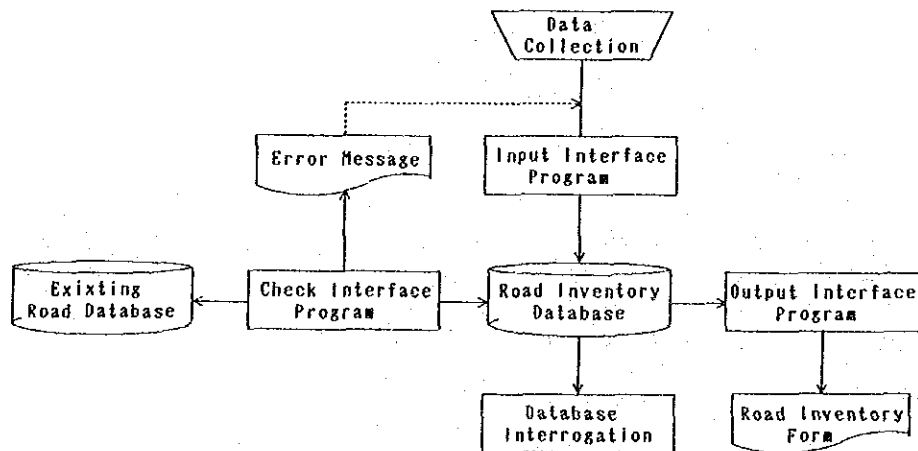 Data
Collection
Error Message
Input Interface
Program
Exixting
Road Database
Check Interface
Program
Road Inventory
Database
Output Interface
Program
Database
Interrogation
Road Inventory
Form